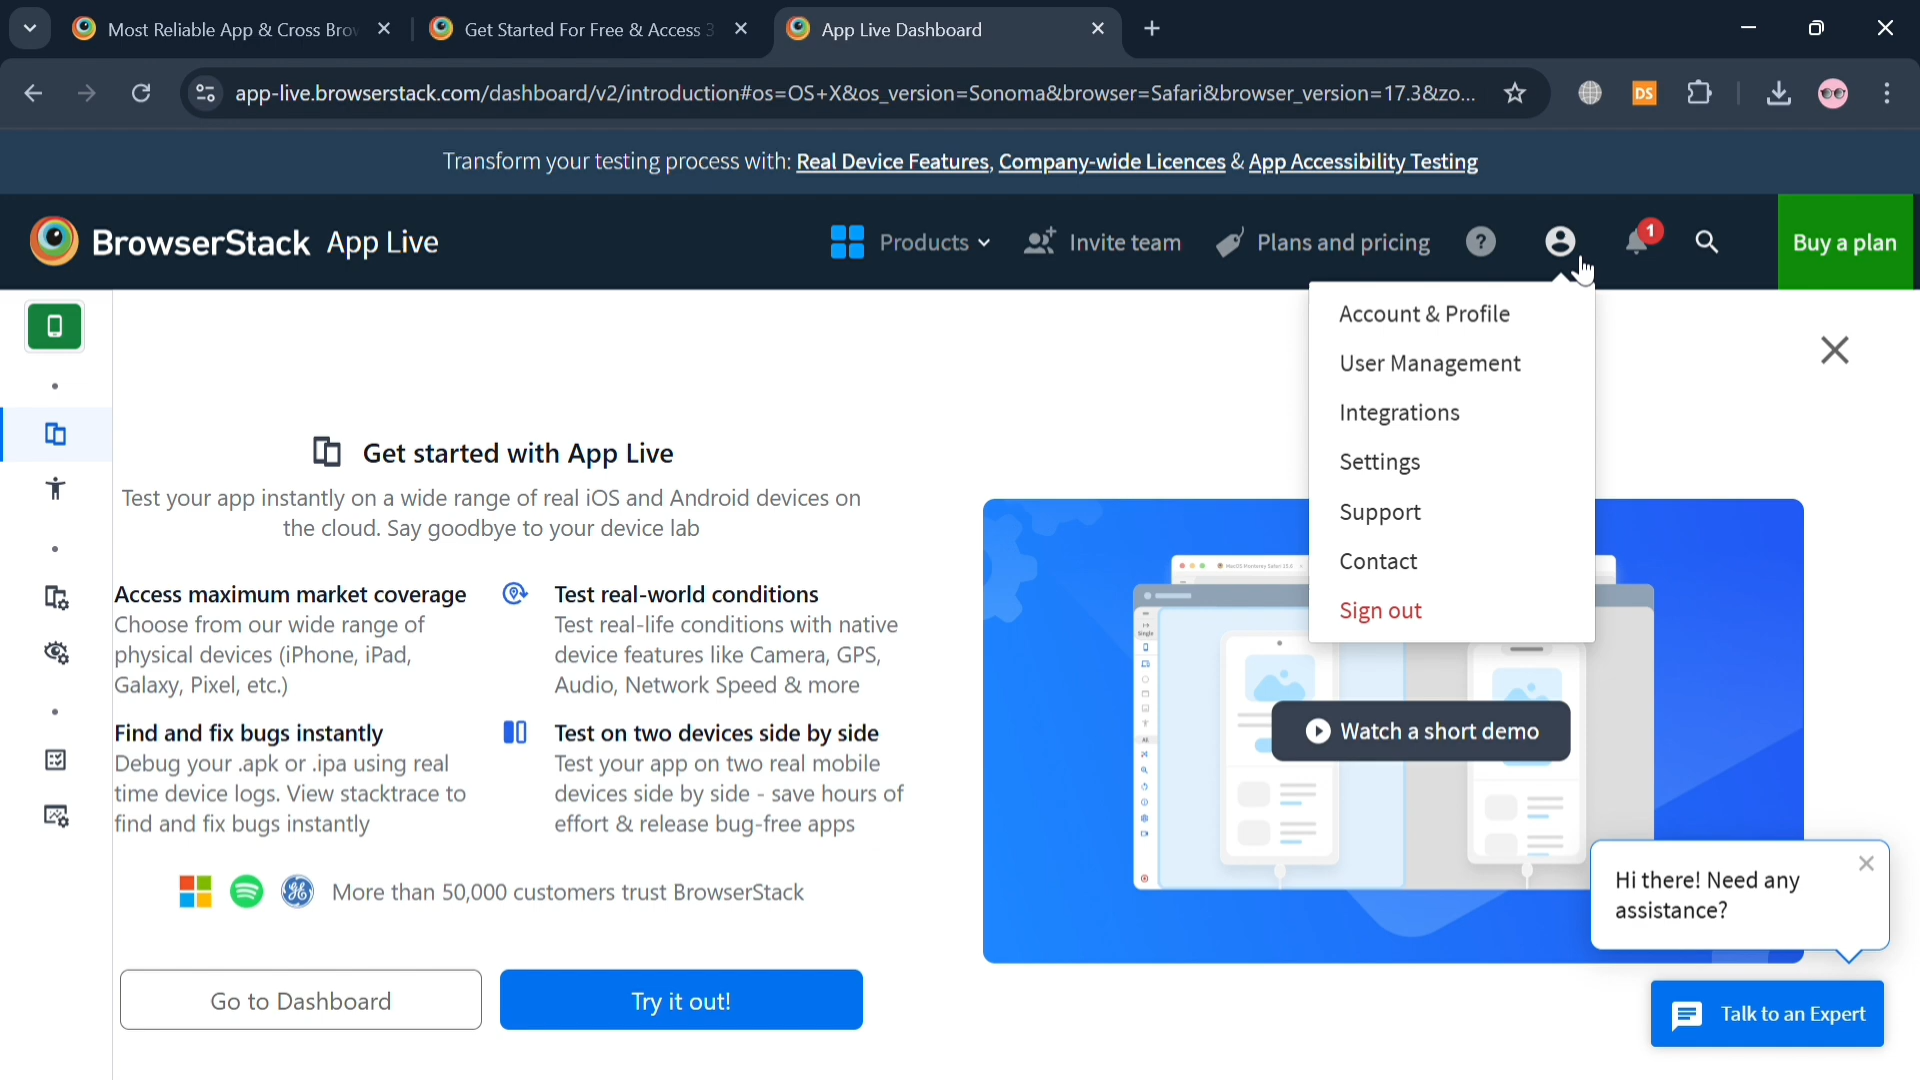 Most Reliable App & Cross Brow
Get Started For Free & Access 3
App Live Dashboard
app-live.browserstack.com/dashboard/v2/introduction#os=OS+X&os_version=Sonoma&browser=Safari&browser_version=17.3&zo...
DS
Transform your testing process with: Real Device Features, Company-wide Licences & App Accessibility Testing
BrowserStack App Live
Products
Invite team
Plans and pricing
?
1
Buy a plan
Account & Profile
User Management
Integrations
Settings
Support
Contact
Sign out
Get started with App Live
Test your app instantly on a wide range of real iOS and Android devices on
the cloud. Say goodbye to your device lab
Access maximum market coverage
Choose from our wide range of
physical devices (iPhone, iPad,
Galaxy, Pixel, etc.)
Test real-world conditions
Test real-life conditions with native
device features like Camera, GPS,
Audio, Network Speed & more
Find and fix bugs instantly
Debug your .apk or .ipa using real
time device logs. View stacktrace to
find and fix bugs instantly
Test on two devices side by side
Test your app on two real mobile
devices side by side - save hours of
effort & release bug-free apps
More than 50,000 customers trust BrowserStack
Go to Dashboard
Try it out!
Single
Watch a short demo
Hi there! Need any
assistance?
Talk to an Expert